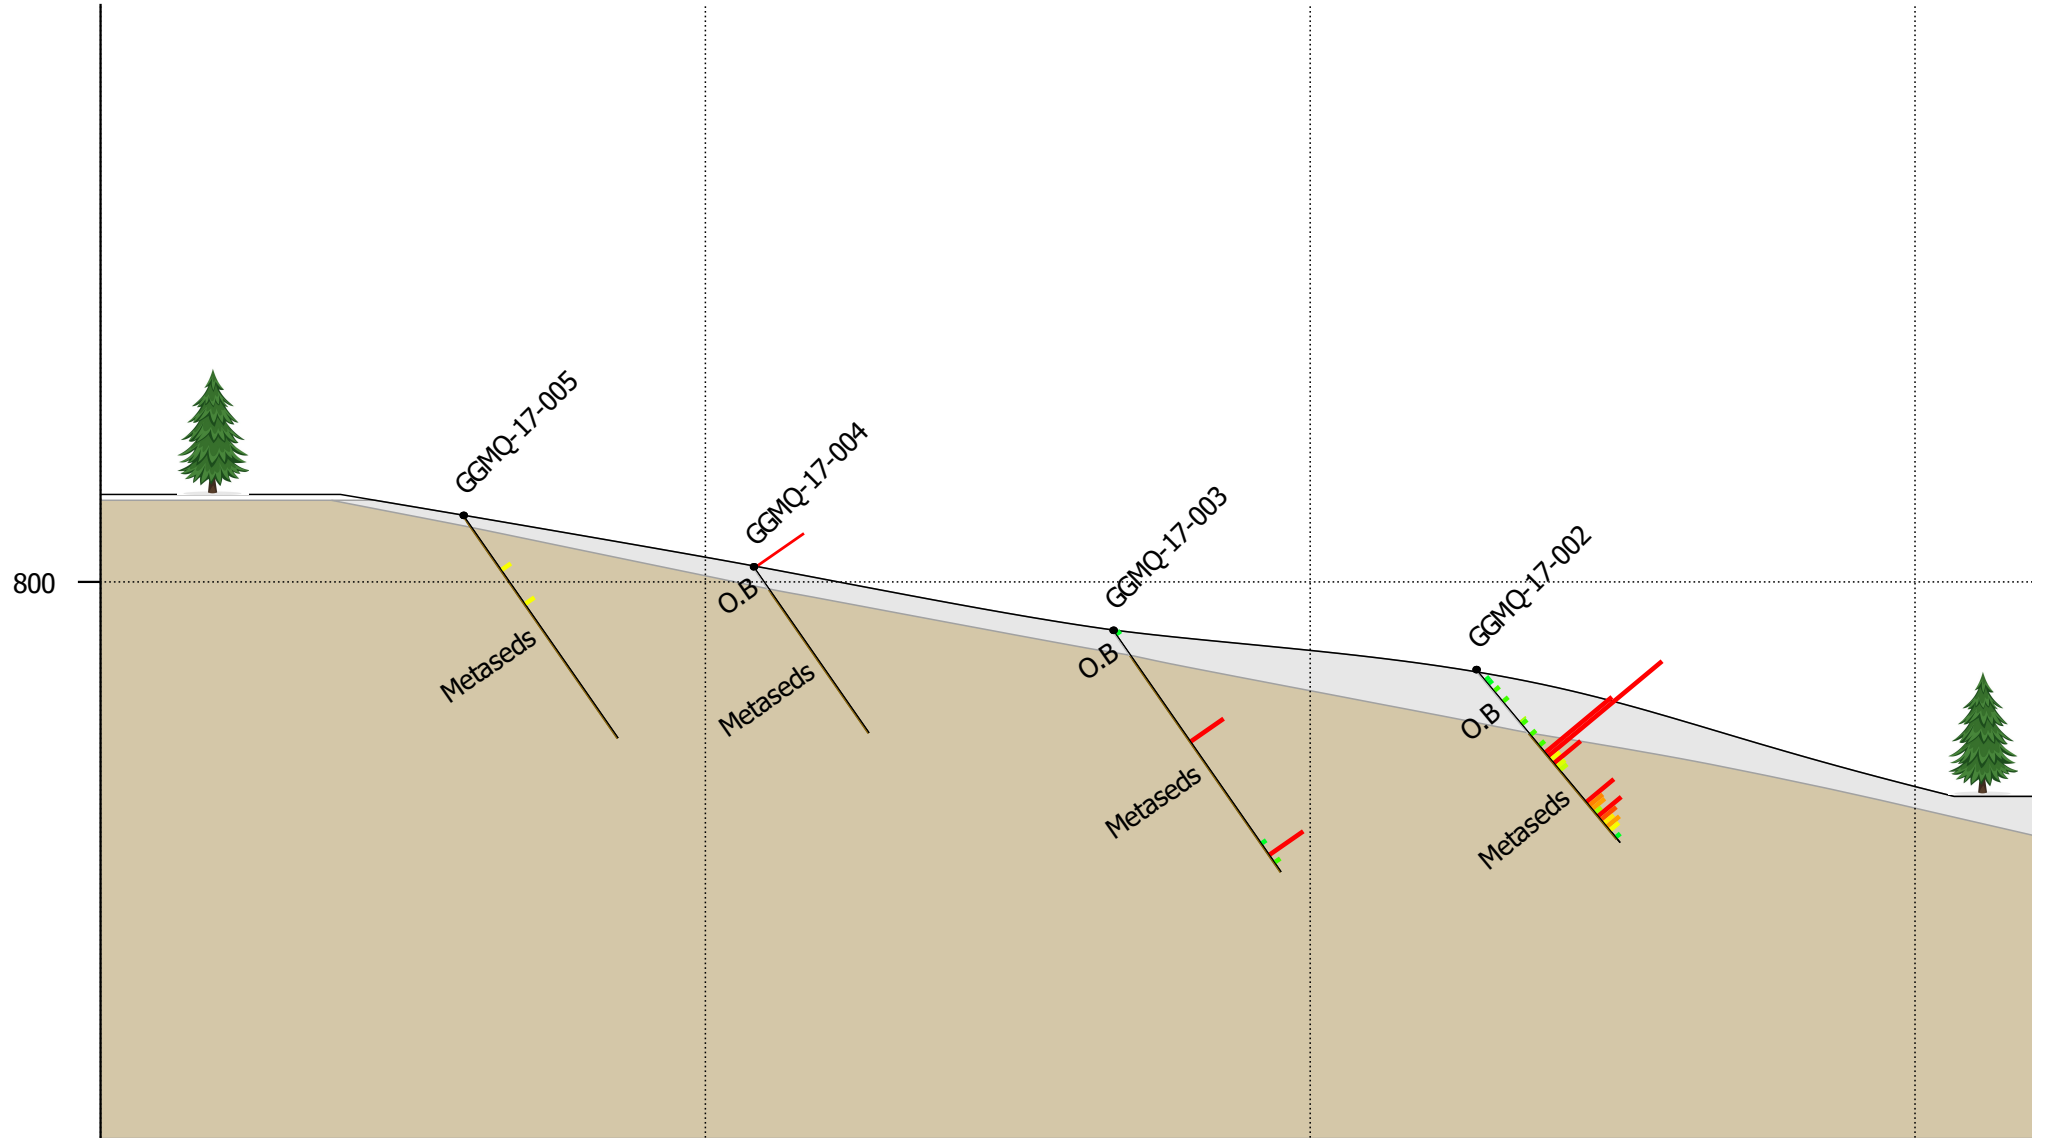 GGMQ-17-005
GGMQ-17-004
GGMQ-17-003
GGMQ-17-002
800
O.B
O.B
O.B
Metaseds
Metaseds
Metaseds
Metaseds